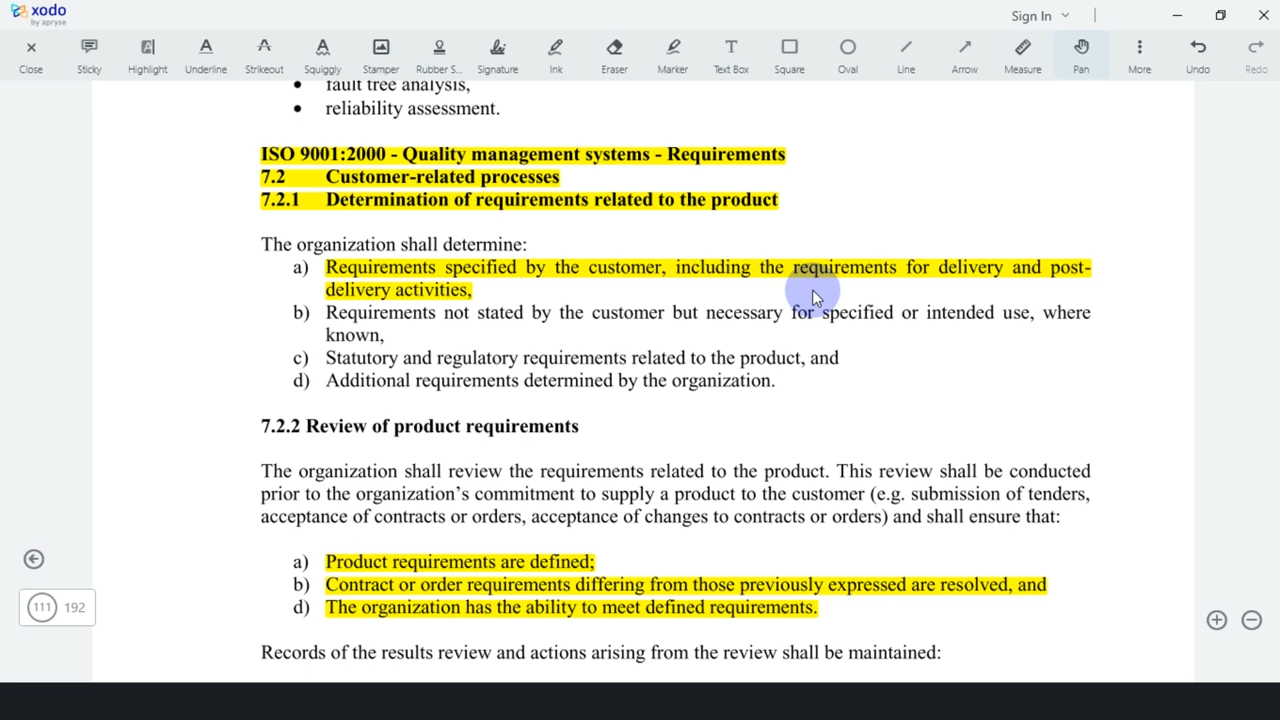 xodo
by apryse
Sign In
Close
Sticky
Highlight
Underline
Strikeout
Squiggly
Stamper
Rubber S...
Signature
Ink
Eraser
Marker
Text Box
Square
Oval
Line
Arrow
Measure
Pan
More
Undo
Redo
• fault tree analysis,
• reliability assessment.
ISO 9001:2000 - Quality management systems - Requirements
7.2 Customer-related processes
7.2.1 Determination of requirements related to the product
The organization shall determine:
a) Requirements specified by the customer, including the requirements for delivery and post-
delivery activities,
b) Requirements not stated by the customer but necessary for specified or intended use, where
known,
c) Statutory and regulatory requirements related to the product, and
d) Additional requirements determined by the organization.
7.2.2 Review of product requirements
The organization shall review the requirements related to the product. This review shall be conducted
prior to the organization's commitment to supply a product to the customer (e.g. submission of tenders,
acceptance of contracts or orders, acceptance of changes to contracts or orders) and shall ensure that:
a) Product requirements are defined;
b) Contract or order requirements differing from those previously expressed are resolved, and
d) The organization has the ability to meet defined requirements.
111 192
Records of the results review and actions arising from the review shall be maintained: